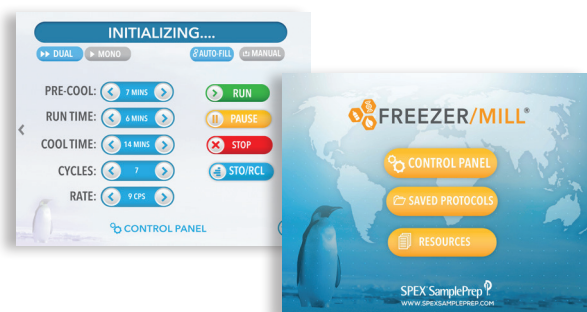 INITIALIZING....
DUAL MONO AUTO-FILL MANUAL
PRE-COOL: 7 MINS RUN
RUN TIME: 6 MINS PAUSE
COOL TIME: 14 MINS STOP
CYCLES: 7 STO/RCL
RATE: 9 CPS
CONTROL PANEL
FREEZER/MILL®
CONTROL PANEL
SAVED PROTOCOLS
RESOURCES
SPEX SamplePrep
WWW.SPEXSAMPLEPREP.COM